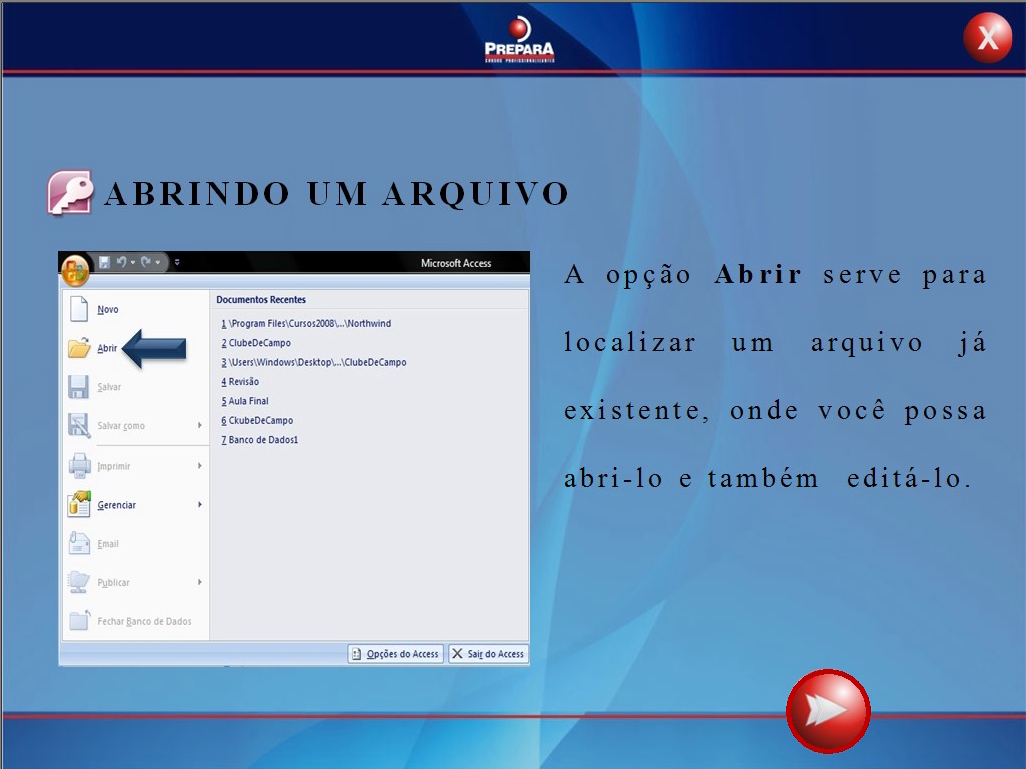 PREPARA
CURSOS PROFISSIONALIZANTES
X
ABRINDO UM ARQUIVO
Microsoft Access
Novo
Abrir
Salvar
Salvar como
Imprimir
Gerenciar
Email
Publicar
Fechar Banco de Dados
Documentos Recentes
1 \Program Files\Cursos2008\...\Northwind
2 ClubeDeCampo
3 \Users\Windows\Desktop\...\ClubeDeCampo
4 Revisão
5 Aula Final
6 CkubeDeCampo
7 Banco de Dados1
Opções do Access
Sair do Access
A opção Abrir serve para
localizar um arquivo já
existente, onde você possa
abri-lo e também editá-lo.